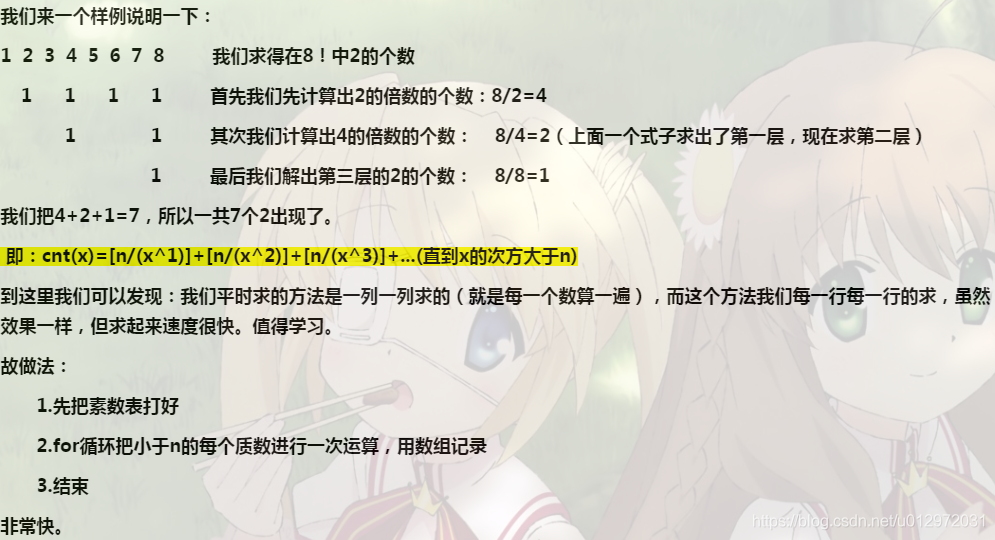 我们来一个样例说明一下：
1 2 3 4 5 6 7 8 我们求得在8！中2的个数
1 1 1 1 首先我们先计算出2的倍数的个数：8/2=4
1 1 其次我们计算出4的倍数的个数： 8/4=2（上面一个式子求出了第一层，现在求第二层）
1 最后我们解出第三层的2的个数： 8/8=1
我们把4+2+1=7，所以一共7个2出现了。
即：cnt(x)=[n/(x^1)]+[n/(x^2)]+[n/(x^3)]+...(直到x的次方大于n)
到这里我们可以发现：我们平时求的方法是一列一列求的（就是每一个数算一遍），而这个方法我们每一行每一行的求，虽然
效果一样，但求起来速度很快。值得学习。
故做法：
1.先把素数表打好
2.for循环把小于n的每个质数进行一次运算，用数组记录
3.结束
非常快。
https://blog.csdn.net/u012972031